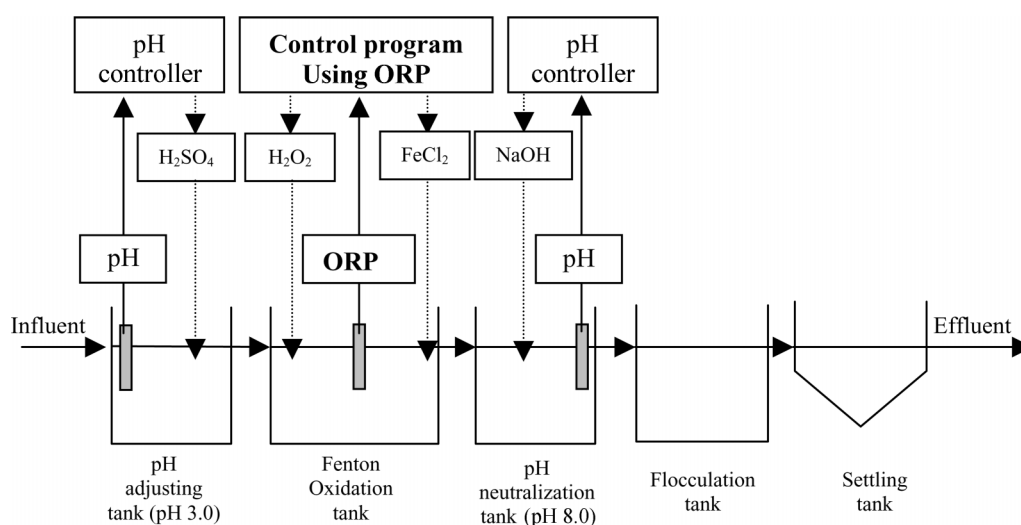 pH
controller
Control program
Using ORP
pH
controller
H₂SO₄
H₂O₂
FeCl₂
NaOH
pH
ORP
pH
Influent
Effluent
pH
adjusting
tank (pH 3.0)
Fenton
Oxidation
tank
pH
neutralization
tank (pH 8.0)
Flocculation
tank
Settling
tank